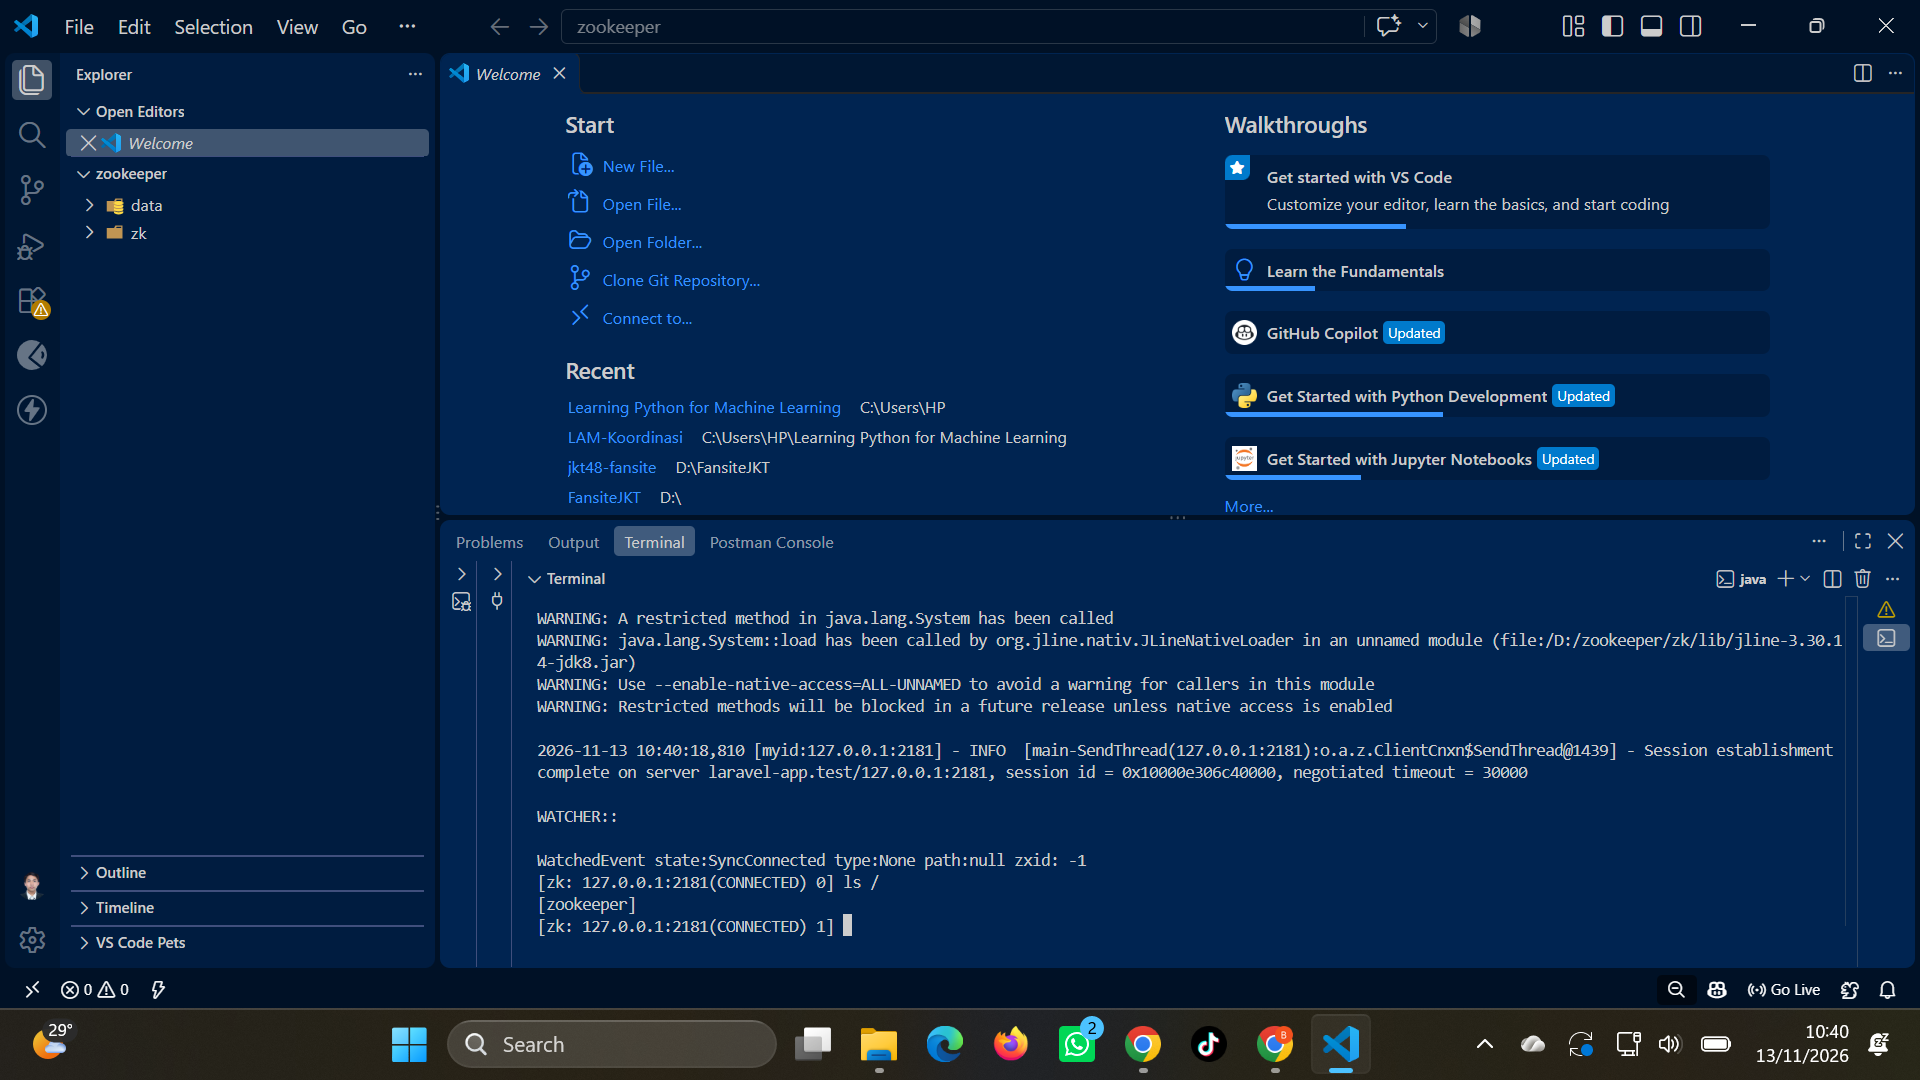 File Edit Selection View Go ···
zookeeper
Explorer
Open Editors
Welcome
zookeeper
data
zk
Outline
Timeline
VS Code Pets
Welcome
Start
New File...
Open File...
Open Folder...
Clone Git Repository...
Connect to...
Recent
Learning Python for Machine Learning C:\Users\HP
LAM-Koordinasi C:\Users\HP\Learning Python for Machine Learning
jkt48-fansite D:\FansiteJKT
FansiteJKT D:\
Walkthroughs
Get started with VS Code
Customize your editor, learn the basics, and start coding
Learn the Fundamentals
GitHub Copilot Updated
Get Started with Python Development Updated
jupyter Get Started with Jupyter Notebooks Updated
More...
Problems Output Terminal Postman Console
Terminal
java
WARNING: A restricted method in java.lang.System has been called
WARNING: java.lang.System::load has been called by org.jline.nativ.JLineNativeLoader in an unnamed module (file:/D:/zookeeper/zk/lib/jline-3.30.1
4-jdk8.jar)
WARNING: Use --enable-native-access=ALL-UNNAMED to avoid a warning for callers in this module
WARNING: Restricted methods will be blocked in a future release unless native access is enabled
2026-11-13 10:40:18,810 [myid:127.0.0.1:2181] - INFO  [main-SendThread(127.0.0.1:2181):o.a.z.ClientCnxn$SendThread@1439] - Session establishment
complete on server laravel-app.test/127.0.0.1:2181, session id = 0x10000e306c40000, negotiated timeout = 30000
WATCHER::
WatchedEvent state:SyncConnected type:None path:null zxid: -1
[zk: 127.0.0.1:2181(CONNECTED) 0] ls /
[zookeeper]
[zk: 127.0.0.1:2181(CONNECTED) 1]
0 0
Go Live
29°
Search
2
B
10:40
13/11/2026